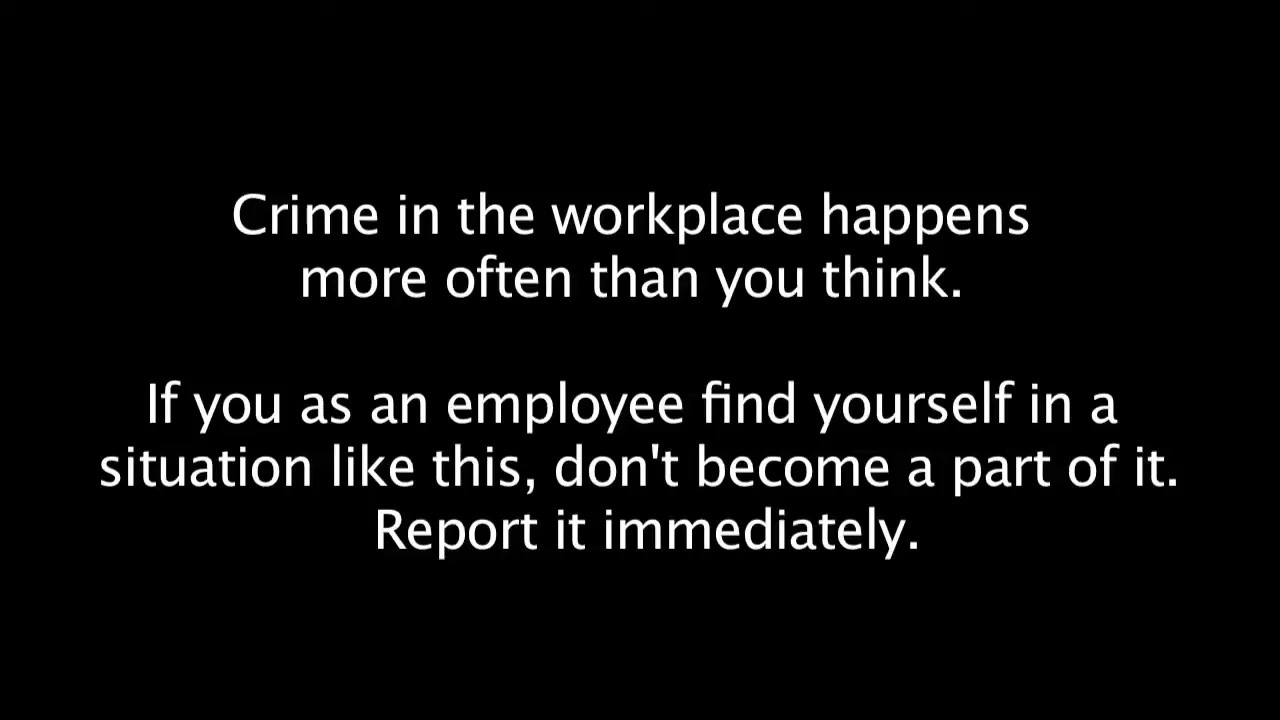 Crime in the workplace happens
more often than you think.
If you as an employee find yourself in a
situation like this, don't become a part of it.
Report it immediately.